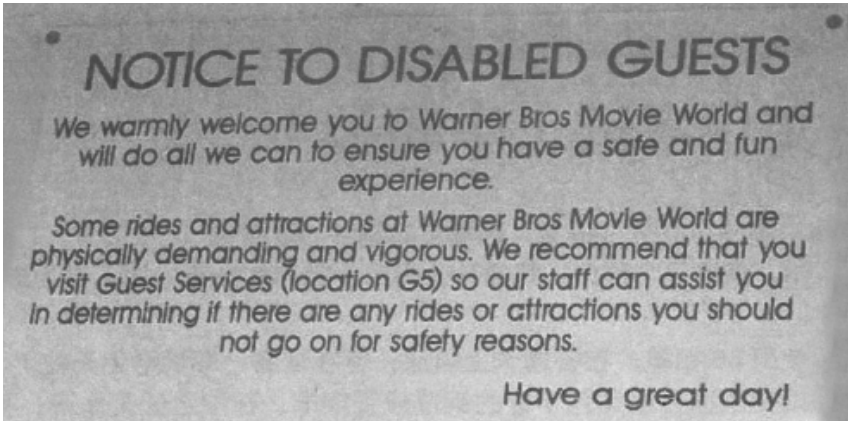 NOTICE TO DISABLED GUESTS
We warmly welcome you to Warner Bros Movie World and
will do all we can to ensure you have a safe and fun
experience.
Some rides and attractions at Warner Bros Movie World are
physically demanding and vigorous. We recommend that you
visit Guest Services (location G5) so our staff can assist you
in determining if there are any rides or attractions you should
not go on for safety reasons.
Have a great day!